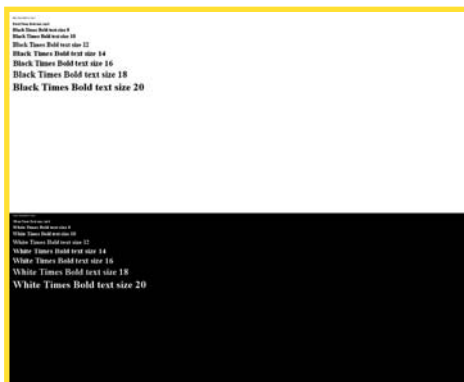 Black Times Bold text size 8
Black Times Bold text size 10
Black Times Bold text size 12
Black Times Bold text size 14
Black Times Bold text size 16
Black Times Bold text size 18
Black Times Bold text size 20
White Times Bold text size 8
White Times Bold text size 10
White Times Bold text size 12
White Times Bold text size 14
White Times Bold text size 16
White Times Bold text size 18
White Times Bold text size 20